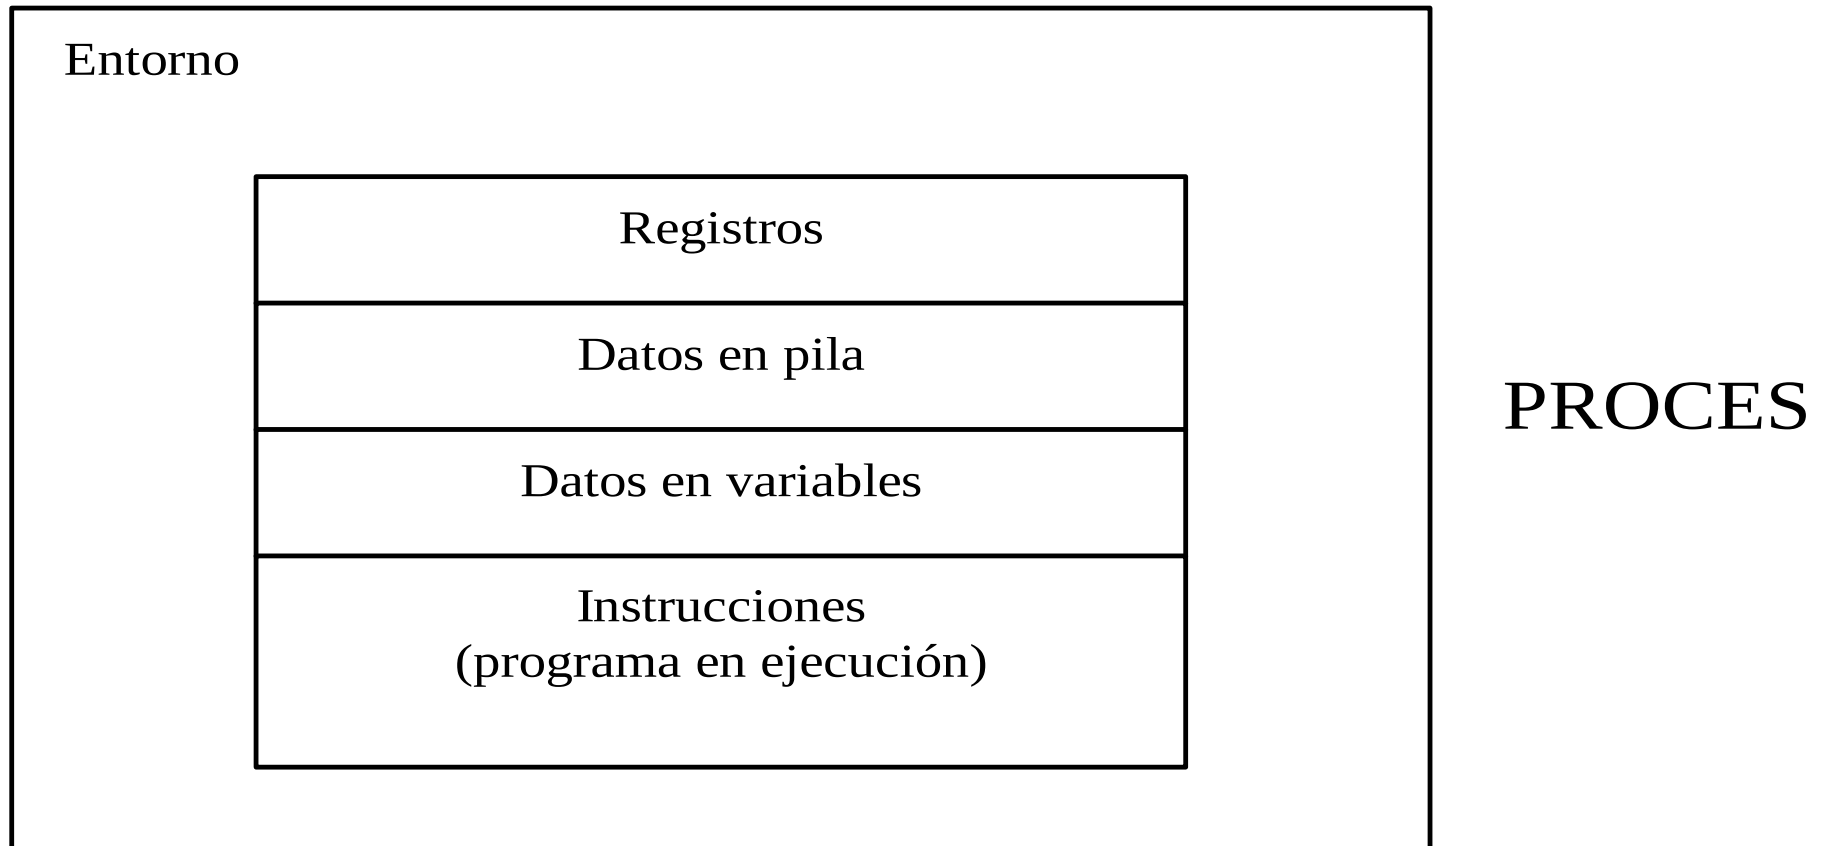 Entorno
Registros
Datos en pila
Datos en variables
Instrucciones
(programa en ejecución)
PROCES